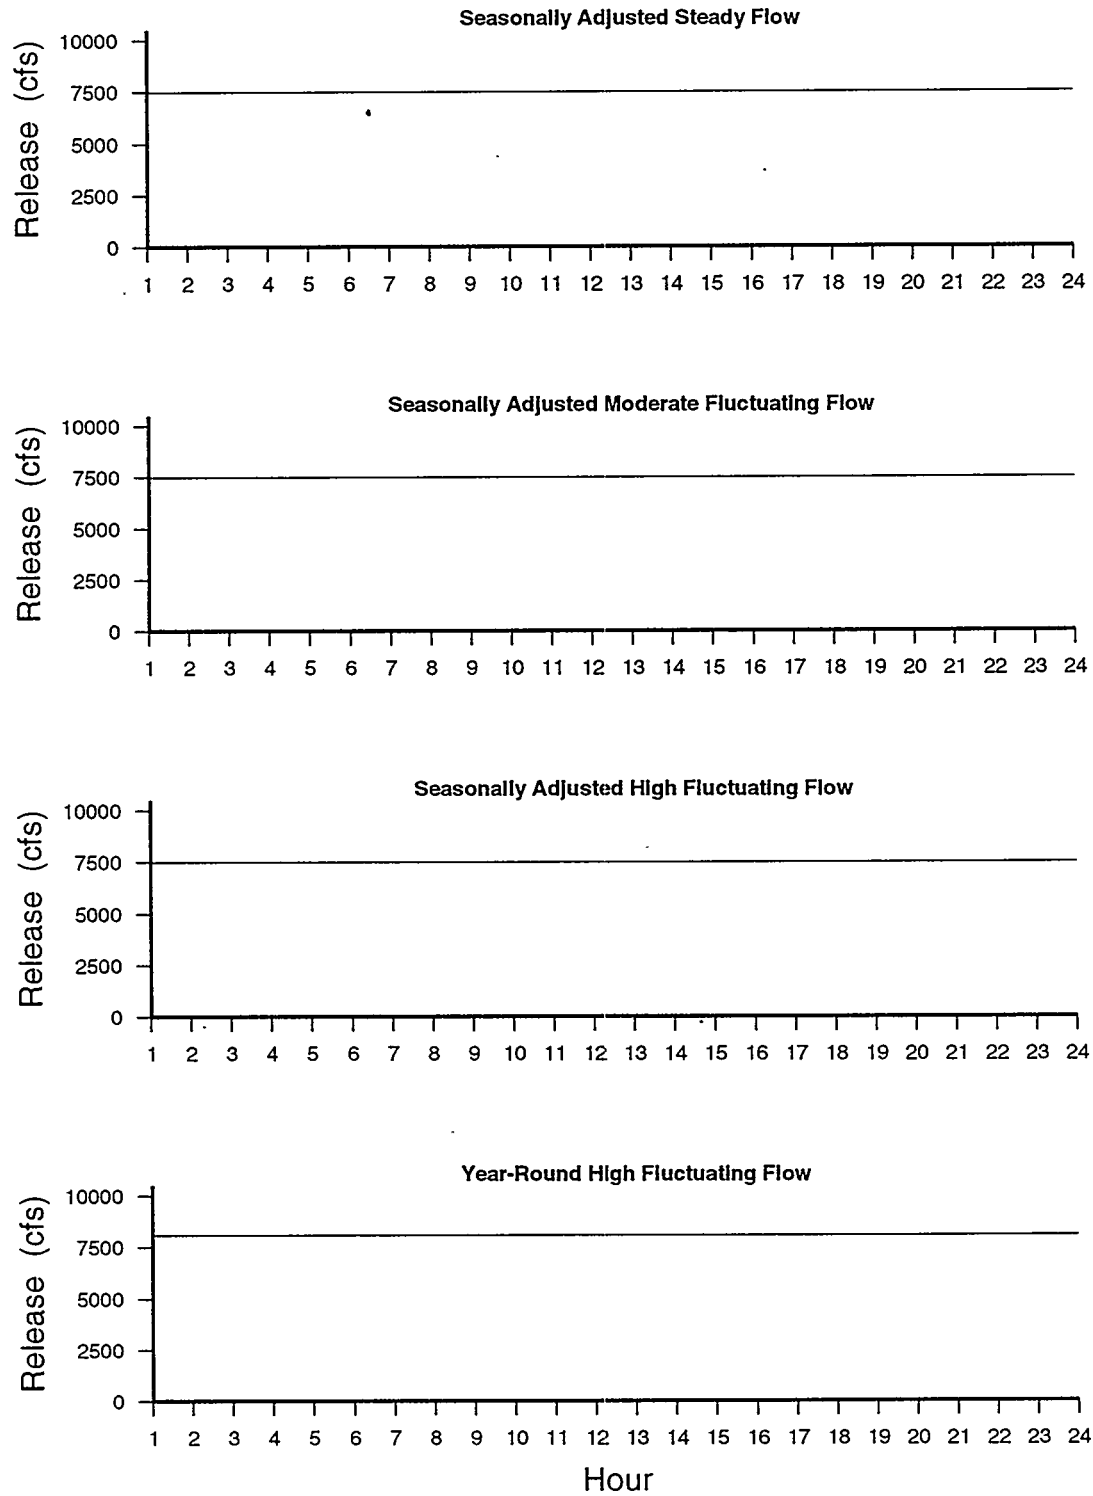 Seasonally Adjusted Steady Flow
Release (cfs)
10000
7500
5000
2500
0
1 2 3 4 5 6 7 8 9 10 11 12 13 14 15 16 17 18 19 20 21 22 23 24
Seasonally Adjusted Moderate Fluctuating Flow
Release (cfs)
10000
7500
5000
2500
0
1 2 3 4 5 6 7 8 9 10 11 12 13 14 15 16 17 18 19 20 21 22 23 24
Seasonally Adjusted High Fluctuating Flow
Release (cfs)
10000
7500
5000
2500
0
1 2 3 4 5 6 7 8 9 10 11 12 13 14 15 16 17 18 19 20 21 22 23 24
Year-Round High Fluctuating Flow
Release (cfs)
10000
7500
5000
2500
0
1 2 3 4 5 6 7 8 9 10 11 12 13 14 15 16 17 18 19 20 21 22 23 24
Hour